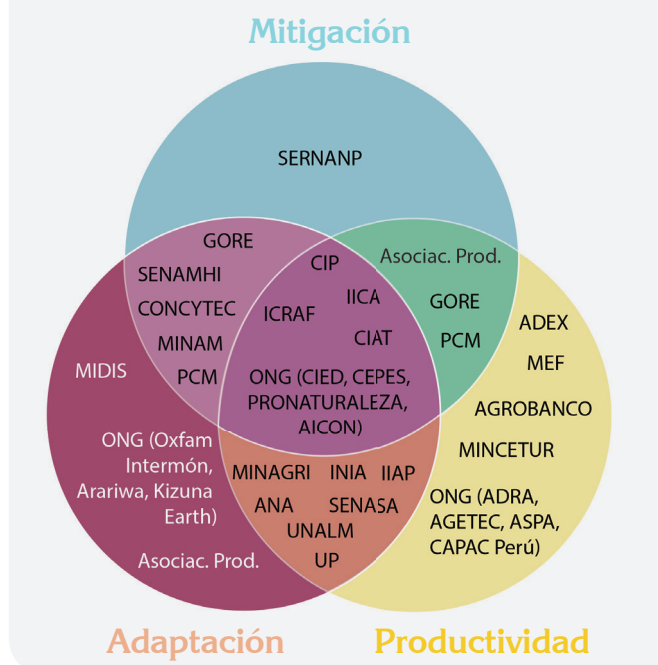 Mitigación
SERNANP
GORE
SENAMHI
CONCYTEC
MINAM
PCM
CIP
IICA
ICRAF
CIAT
ONG (CIED, CEPES,
PRONATURALEZA,
AICON)
Asociac. Prod.
GORE
PCM
MIDIS
ONG (Oxfam
Intermón,
Arariwa, Kizuna
Earth)
Asociac. Prod.
MINAGRI INIA IIAP
ANA SENASA
UNALM
UP
ADEX
MEF
AGROBANCO
MINCETUR
ONG (ADRA,
AGETEC, ASPA,
CAPAC Perú)
Adaptación
Productividad